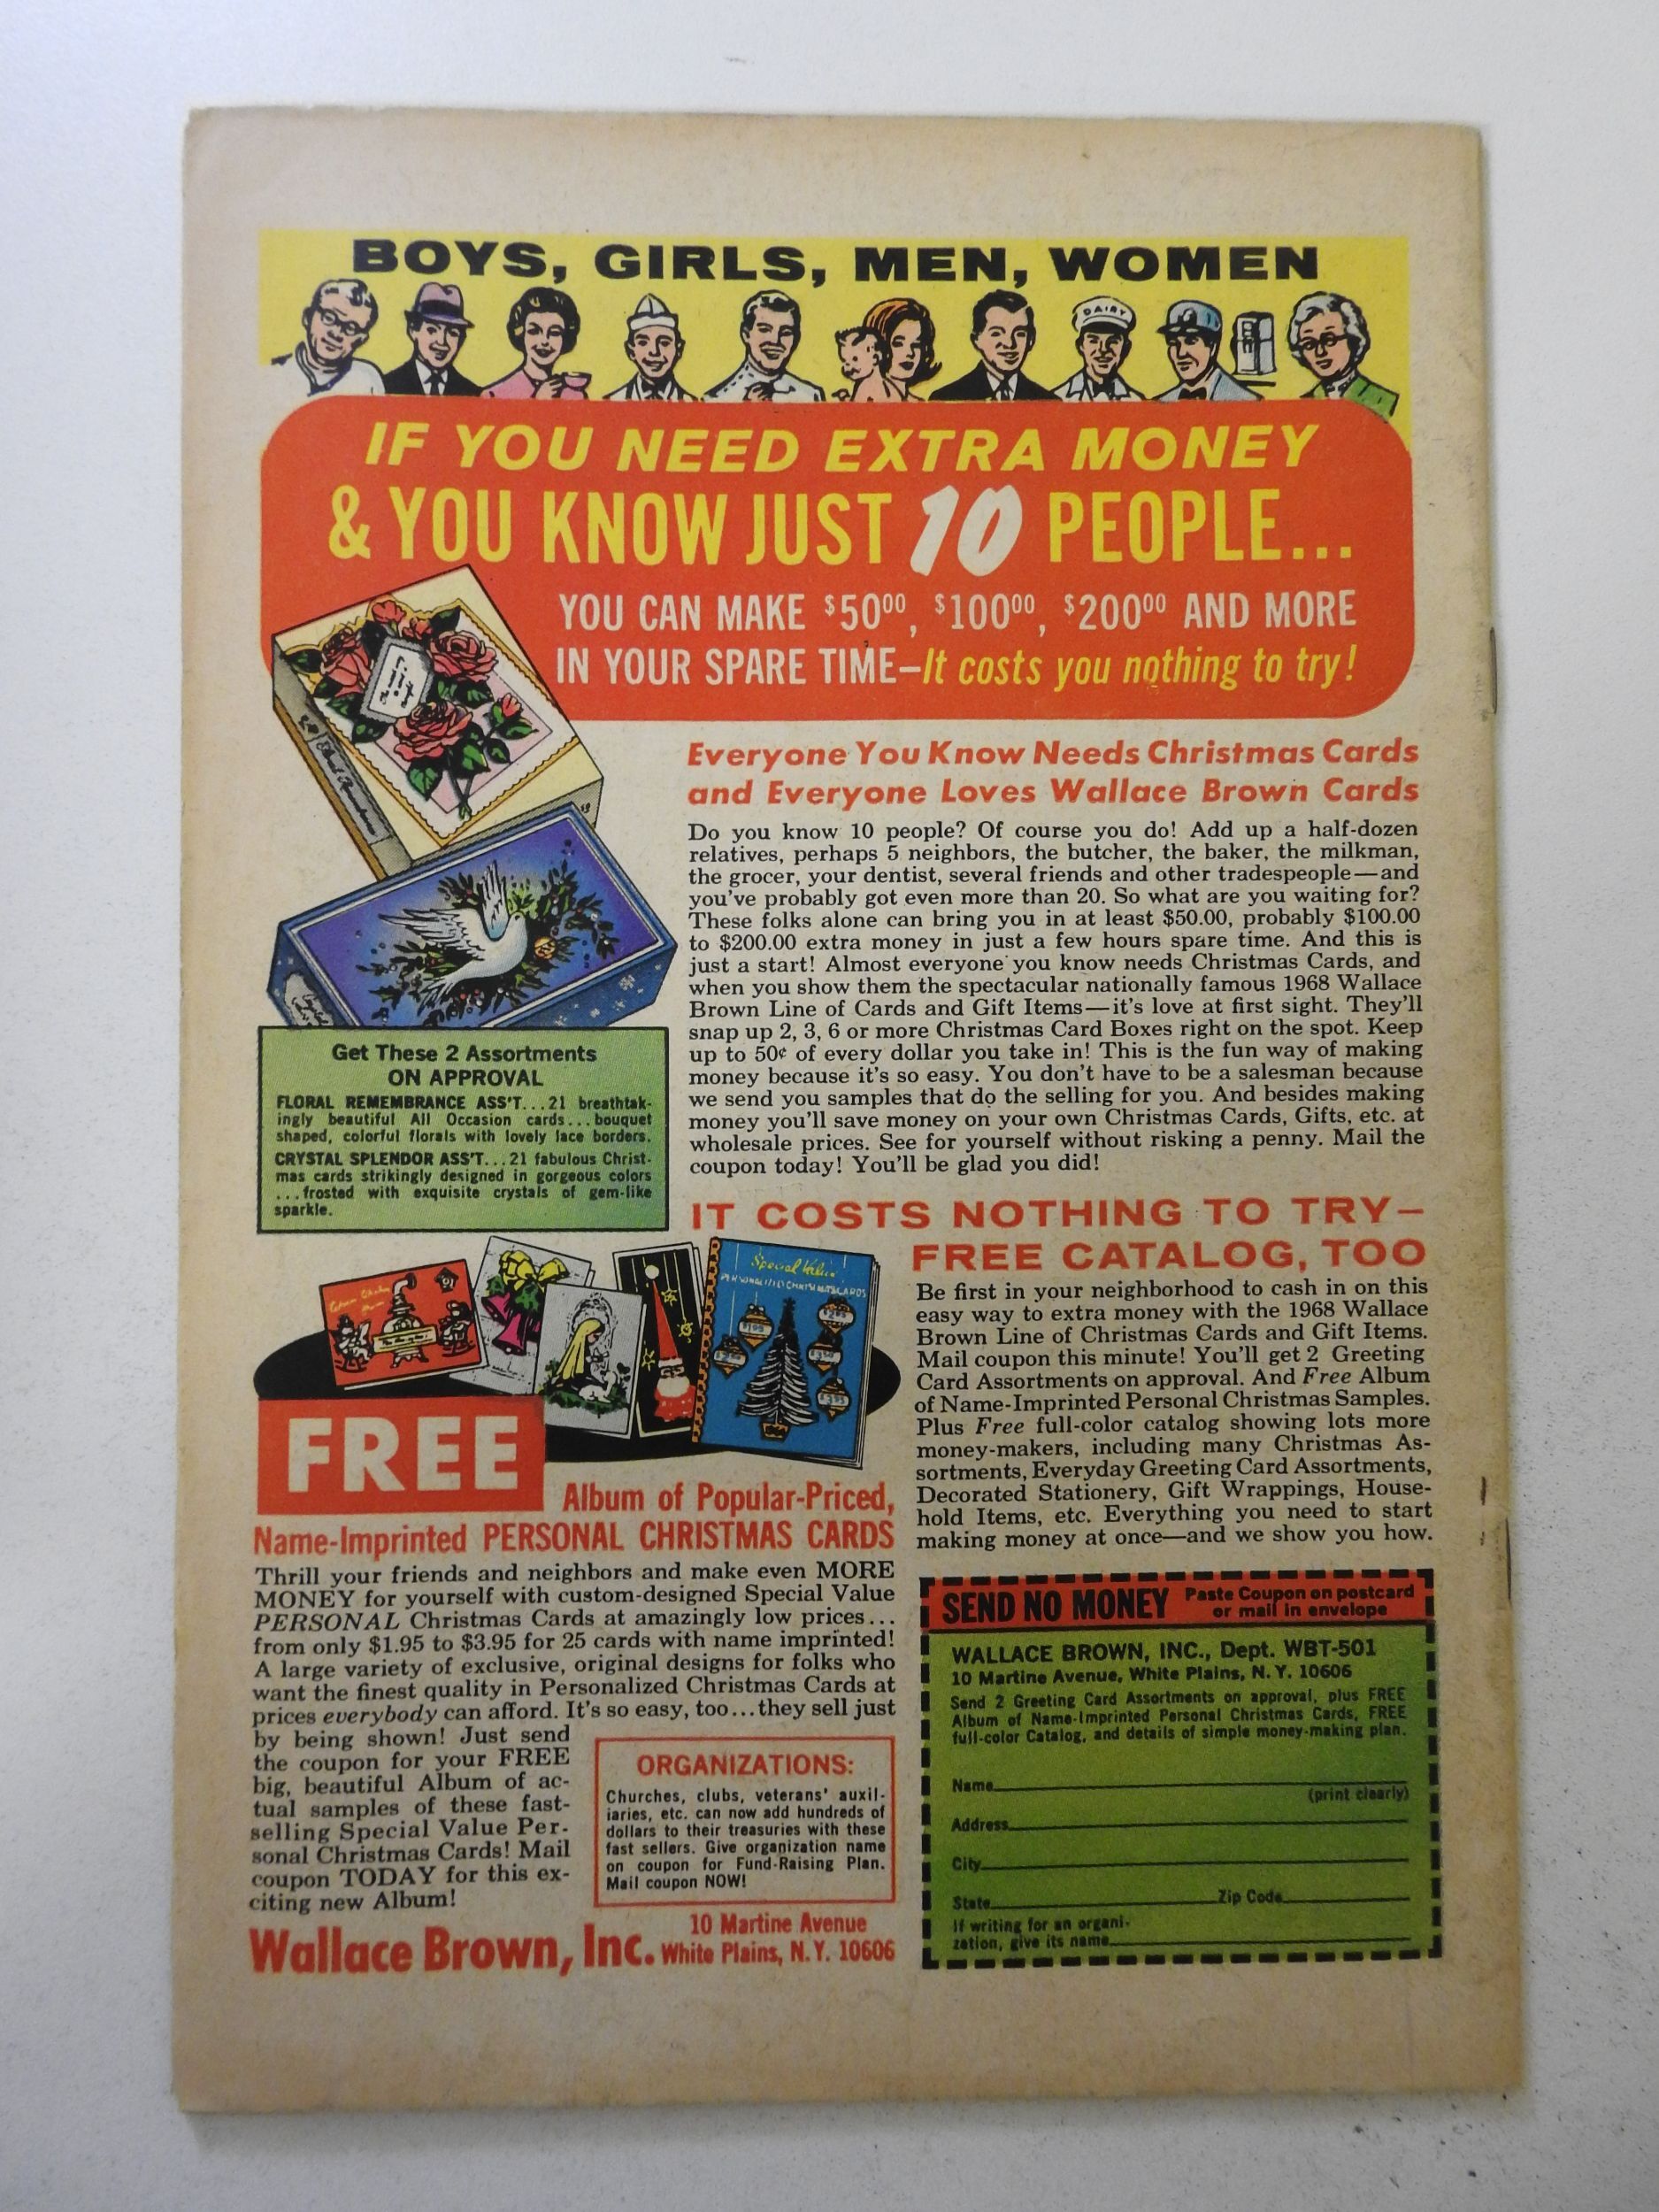 BOYS, GIRLS, MEN, WOMEN
DAIRY
IF YOU NEED EXTRA MONEY
& YOU KNOW JUST 10 PEOPLE...
YOU CAN MAKE $50⁰⁰, $100⁰⁰, $200⁰⁰ AND MORE
IN YOUR SPARE TIME—It costs you nothing to try!
Everyone You Know Needs Christmas Cards
and Everyone Loves Wallace Brown Cards
Do you know 10 people? Of course you do! Add up a half-dozen
relatives, perhaps 5 neighbors, the butcher, the baker, the milkman,
the grocer, your dentist, several friends and other tradespeople—and
you've probably got even more than 20. So what are you waiting for?
These folks alone can bring you in at least $50.00, probably $100.00
to $200.00 extra money in just a few hours spare time. And this is
just a start! Almost everyone you know needs Christmas Cards, and
when you show them the spectacular nationally famous 1968 Wallace
Brown Line of Cards and Gift Items—it's love at first sight. They'll
snap up 2, 3, 6 or more Christmas Card Boxes right on the spot. Keep
up to 50¢ of every dollar you take in! This is the fun way of making
money because it's so easy. You don't have to be a salesman because
we send you samples that do the selling for you. And besides making
money you'll save money on your own Christmas Cards, Gifts, etc. at
wholesale prices. See for yourself without risking a penny. Mail the
coupon today! You'll be glad you did!
Get These 2 Assortments
ON APPROVAL
FLORAL REMEMBRANCE ASS'T...21 breathtak-
ingly beautiful All Occasion cards...bouquet
shaped, colorful florals with lovely lace borders.
CRYSTAL SPLENDOR ASS'T...21 fabulous Christ-
mas cards strikingly designed in gorgeous colors
...frosted with exquisite crystals of gem-like
sparkle.
IT COSTS NOTHING TO TRY—
FREE CATALOG, TOO
Be first in your neighborhood to cash in on this
easy way to extra money with the 1968 Wallace
Brown Line of Christmas Cards and Gift Items.
Mail coupon this minute! You'll get 2 Greeting
Card Assortments on approval. And Free Album
of Name-Imprinted Personal Christmas Samples.
Plus Free full-color catalog showing lots more
money-makers, including many Christmas As-
sortments, Everyday Greeting Card Assortments,
Decorated Stationery, Gift Wrappings, House-
hold Items, etc. Everything you need to start
making money at once—and we show you how.
Special Value
PERSONALIZED CHRISTMAS CARDS
FREE
Album of Popular-Priced,
Name-Imprinted PERSONAL CHRISTMAS CARDS
Thrill your friends and neighbors and make even MORE
MONEY for yourself with custom-designed Special Value
PERSONAL Christmas Cards at amazingly low prices...
from only $1.95 to $3.95 for 25 cards with name imprinted!
A large variety of exclusive, original designs for folks who
want the finest quality in Personalized Christmas Cards at
prices everybody can afford. It's so easy, too...they sell just
by being shown! Just send
the coupon for your FREE
big, beautiful Album of ac-
tual samples of these fast-
selling Special Value Per-
sonal Christmas Cards! Mail
coupon TODAY for this ex-
citing new Album!
ORGANIZATIONS:
Churches, clubs, veterans' auxil-
iaries, etc. can now add hundreds of
dollars to their treasuries with these
fast sellers. Give organization name
on coupon for Fund-Raising Plan.
Mail coupon NOW!
Wallace Brown, Inc.
10 Martine Avenue
White Plains, N.Y. 10606
SEND NO MONEY
Paste Coupon on postcard
or mail in envelope
WALLACE BROWN, INC., Dept. WBT-501
10 Martine Avenue, White Plains, N.Y. 10606
Send 2 Greeting Card Assortments on approval, plus FREE
Album of Name-Imprinted Personal Christmas Cards, FREE
full-color Catalog, and details of simple money-making plan.
Name
(print clearly)
Address
City
State Zip Code
If writing for an organi-
zation, give its name